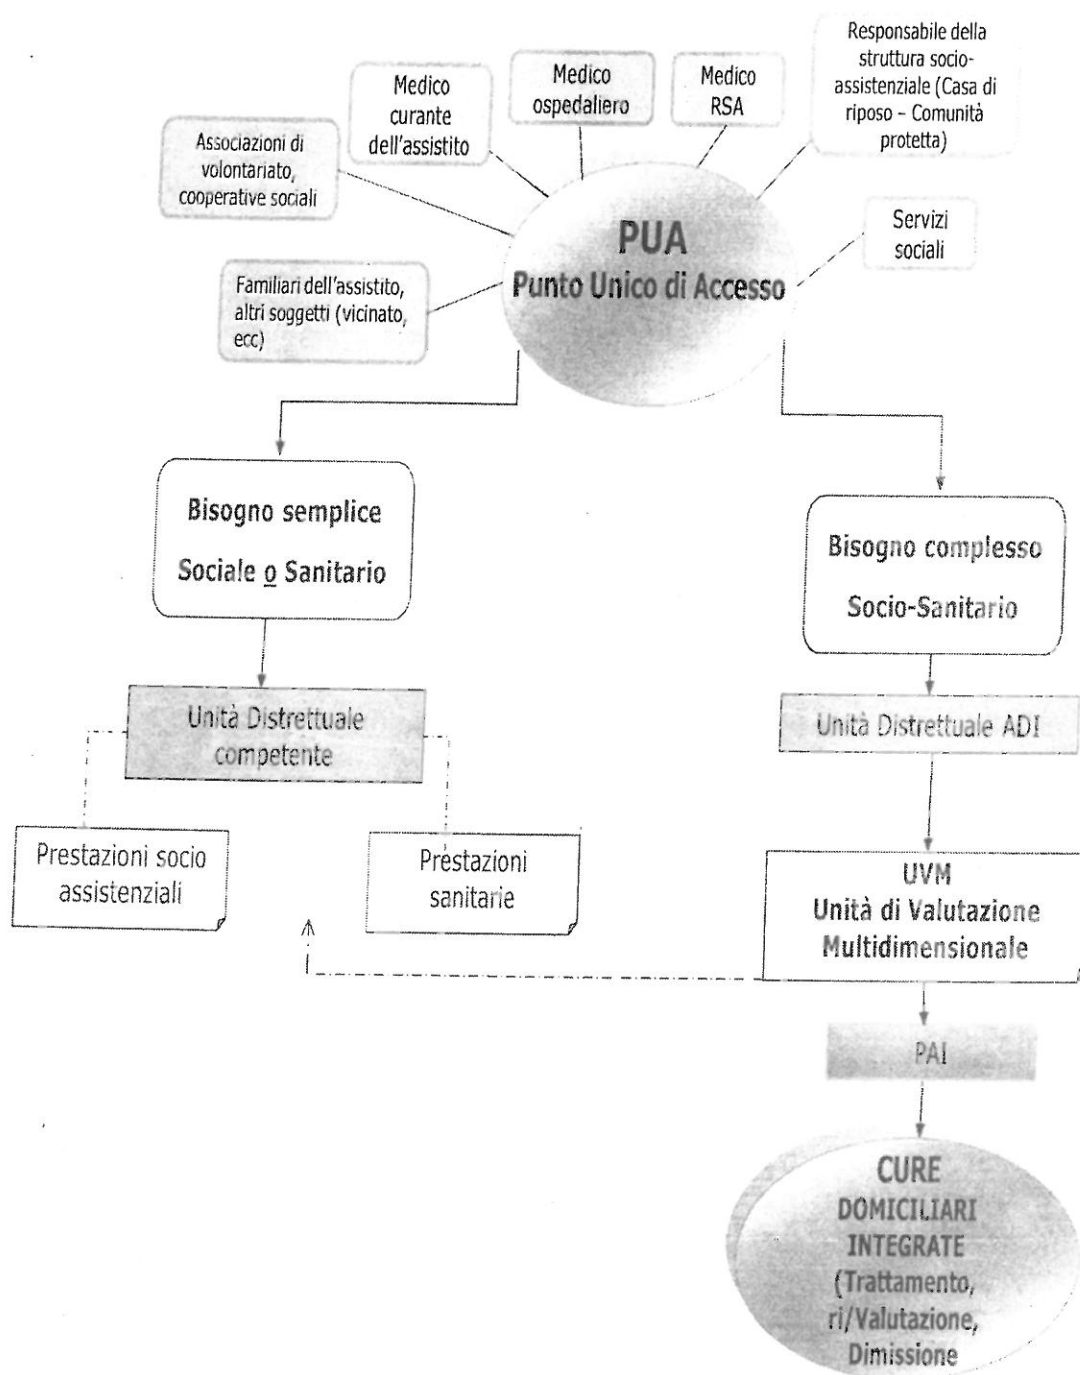 Responsabile della
struttura socio-
assistenziale (Casa di
riposo – Comunità
protetta)
Medico
ospedaliero
Medico
RSA
Medico
curante
dell'assistito
Associazioni di
volontariato,
cooperative sociali
PUA
Punto Unico di Accesso
Servizi
sociali
Familiari dell'assistito,
altri soggetti (vicinato,
ecc)
Bisogno semplice
Sociale o Sanitario
Bisogno complesso
Socio-Sanitario
Unità Distrettuale
competente
Unità Distrettuale ADI
Prestazioni socio
assistenziali
Prestazioni
sanitarie
UVM
Unità di Valutazione
Multidimensionale
PAI
CURE
DOMICILIARI
INTEGRATE
(Trattamento,
ri/Valutazione,
Dimissione